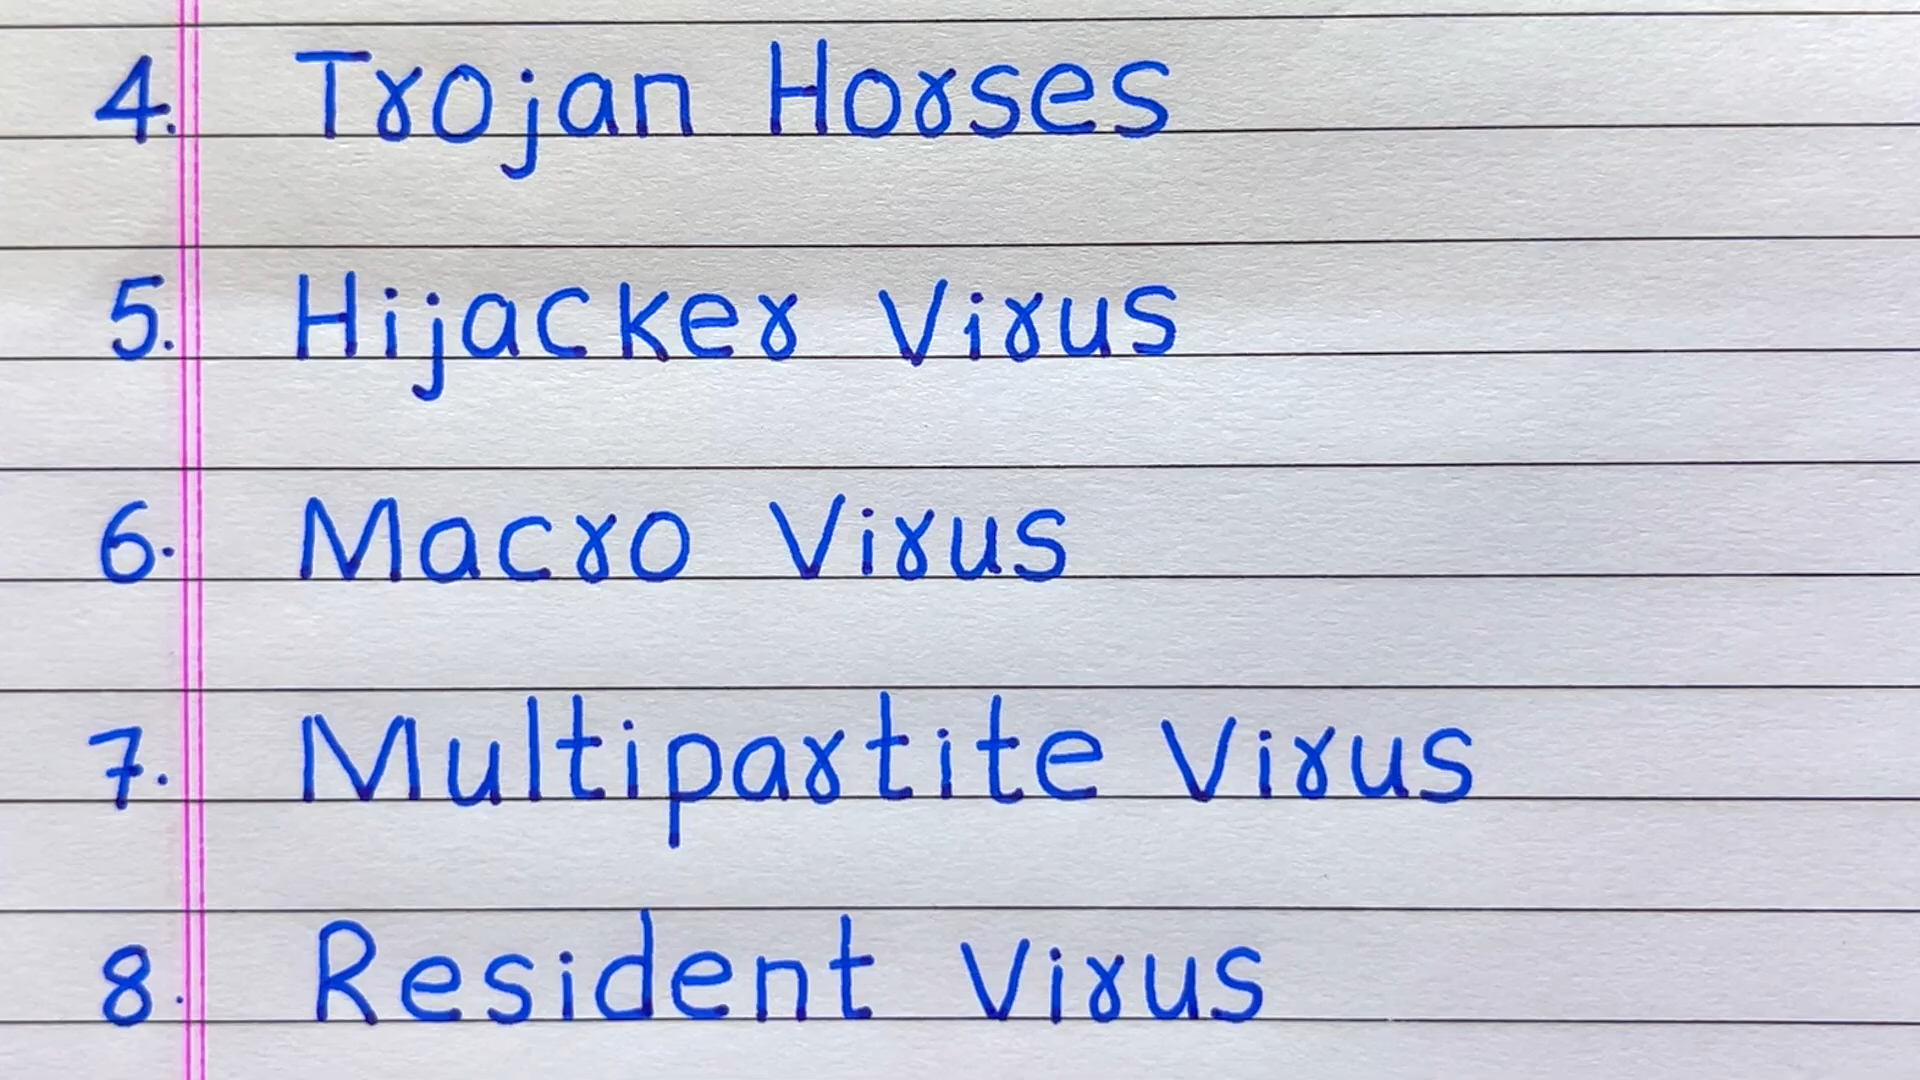 4. Trojan Horses
5. Hijacker Virus
6. Macro Virus
7. Multipartite Virus
8. Resident Virus